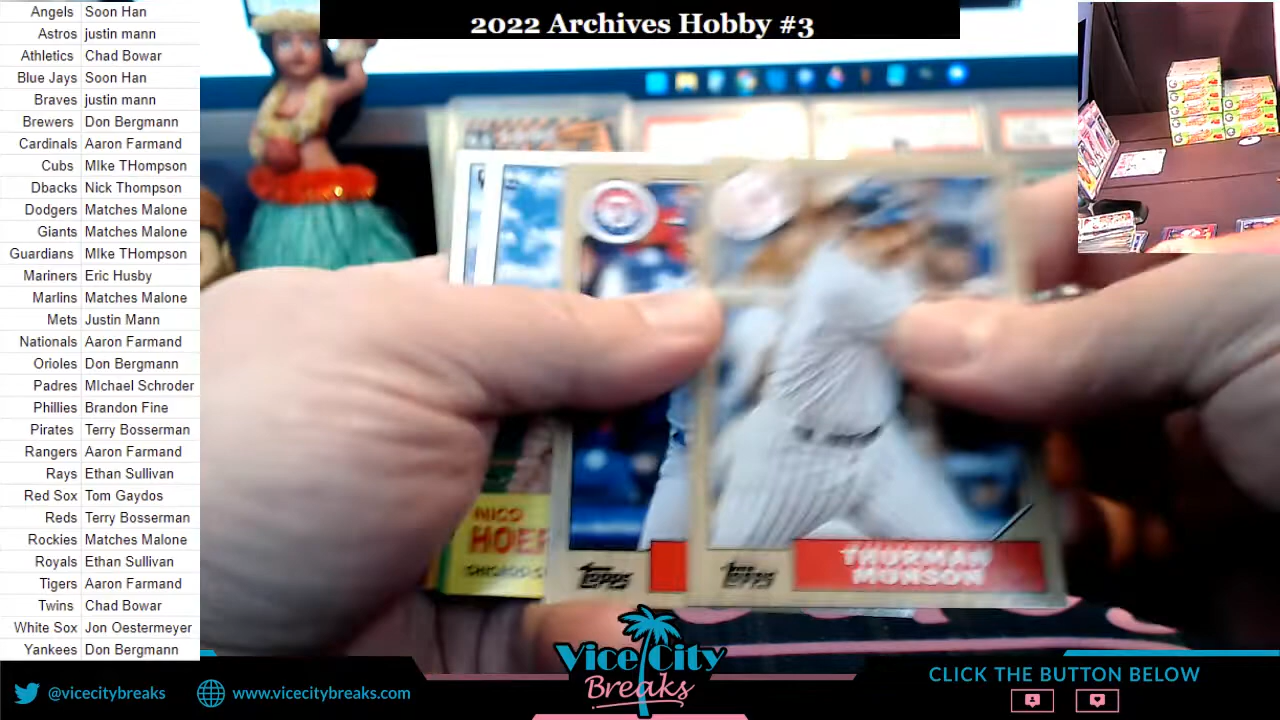 2022 Archives Hobby #3
Angels Soon Han
Astros justin mann
Athletics Chad Bowar
Blue Jays Soon Han
Braves justin mann
Brewers Don Bergmann
Cardinals Aaron Farmand
Cubs MIke THompson
Dbacks Nick Thompson
Dodgers Matches Malone
Giants Matches Malone
Guardians MIke THompson
Mariners Eric Husby
Marlins Matches Malone
Mets Justin Mann
Nationals Aaron Farmand
Orioles Don Bergmann
Padres MIchael Schroder
Phillies Brandon Fine
Pirates Terry Bosserman
Rangers Aaron Farmand
Rays Ethan Sullivan
Red Sox Tom Gaydos
Reds Terry Bosserman
Rockies Matches Malone
Royals Ethan Sullivan
Tigers Aaron Farmand
Twins Chad Bowar
White Sox Jon Oestermeyer
Yankees Don Bergmann
NICO
Topps
Topps
THURMAN
MUNSON
Vice City
Breaks
@vicecitybreaks
www.vicecitybreaks.com
CLICK THE BUTTON BELOW